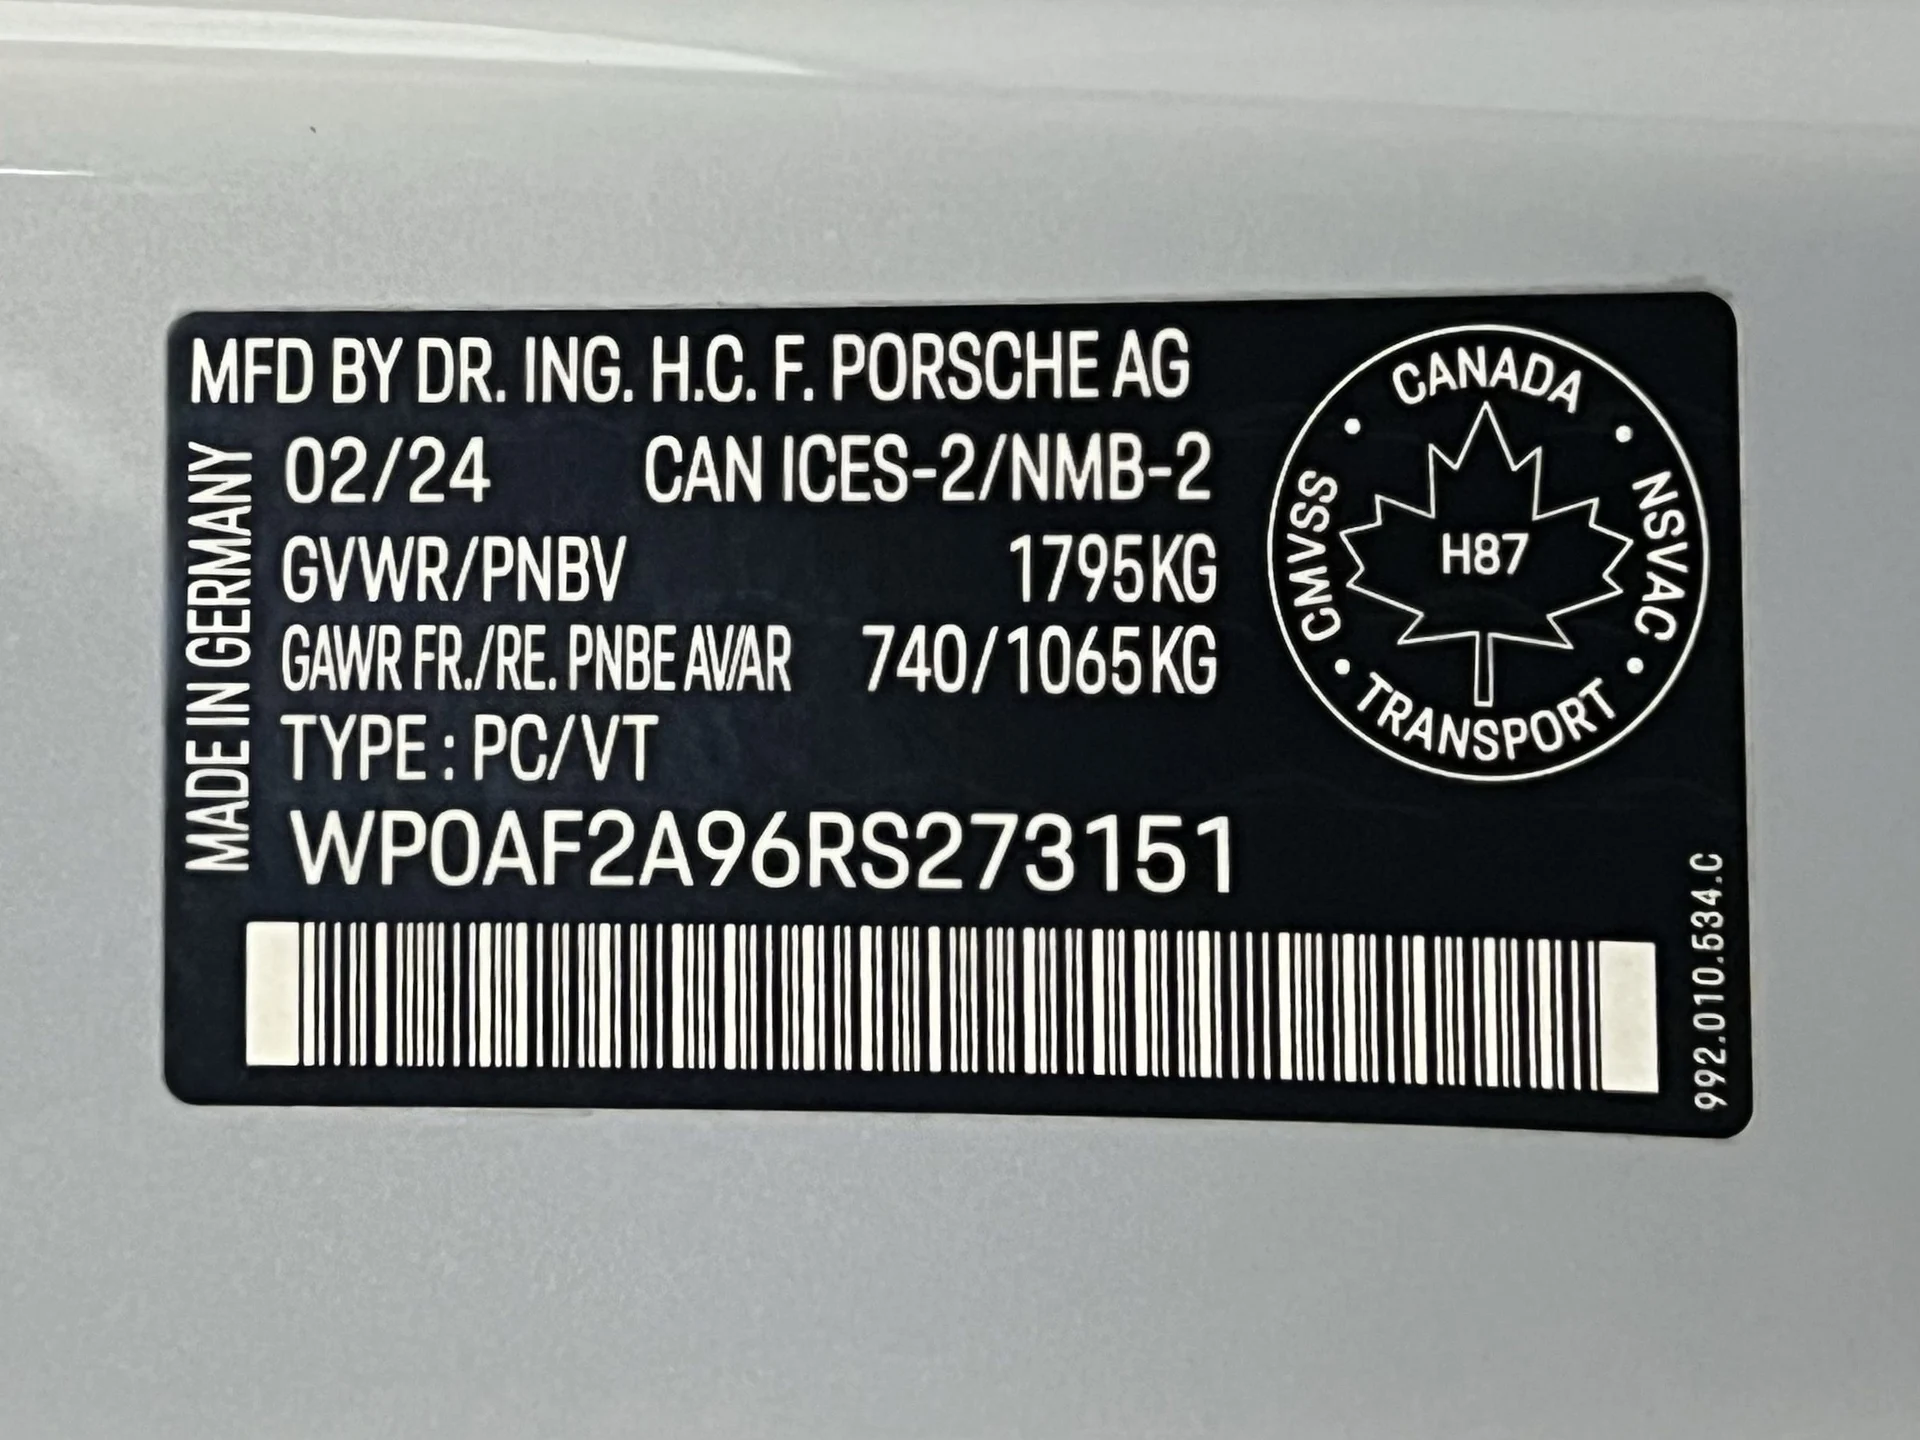 MFD BY DR. ING. H.C. F. PORSCHE AG
MADE IN GERMANY
02/24 CAN ICES-2/NMB-2
GVWR/PNBV 1795KG
GAWR FR./RE. PNBE AV/AR 740/1065KG
TYPE : PC/VT
WP0AF2A96RS273151
CANADA
CMVSS
NSVAC
H87
TRANSPORT
992.010.534.C